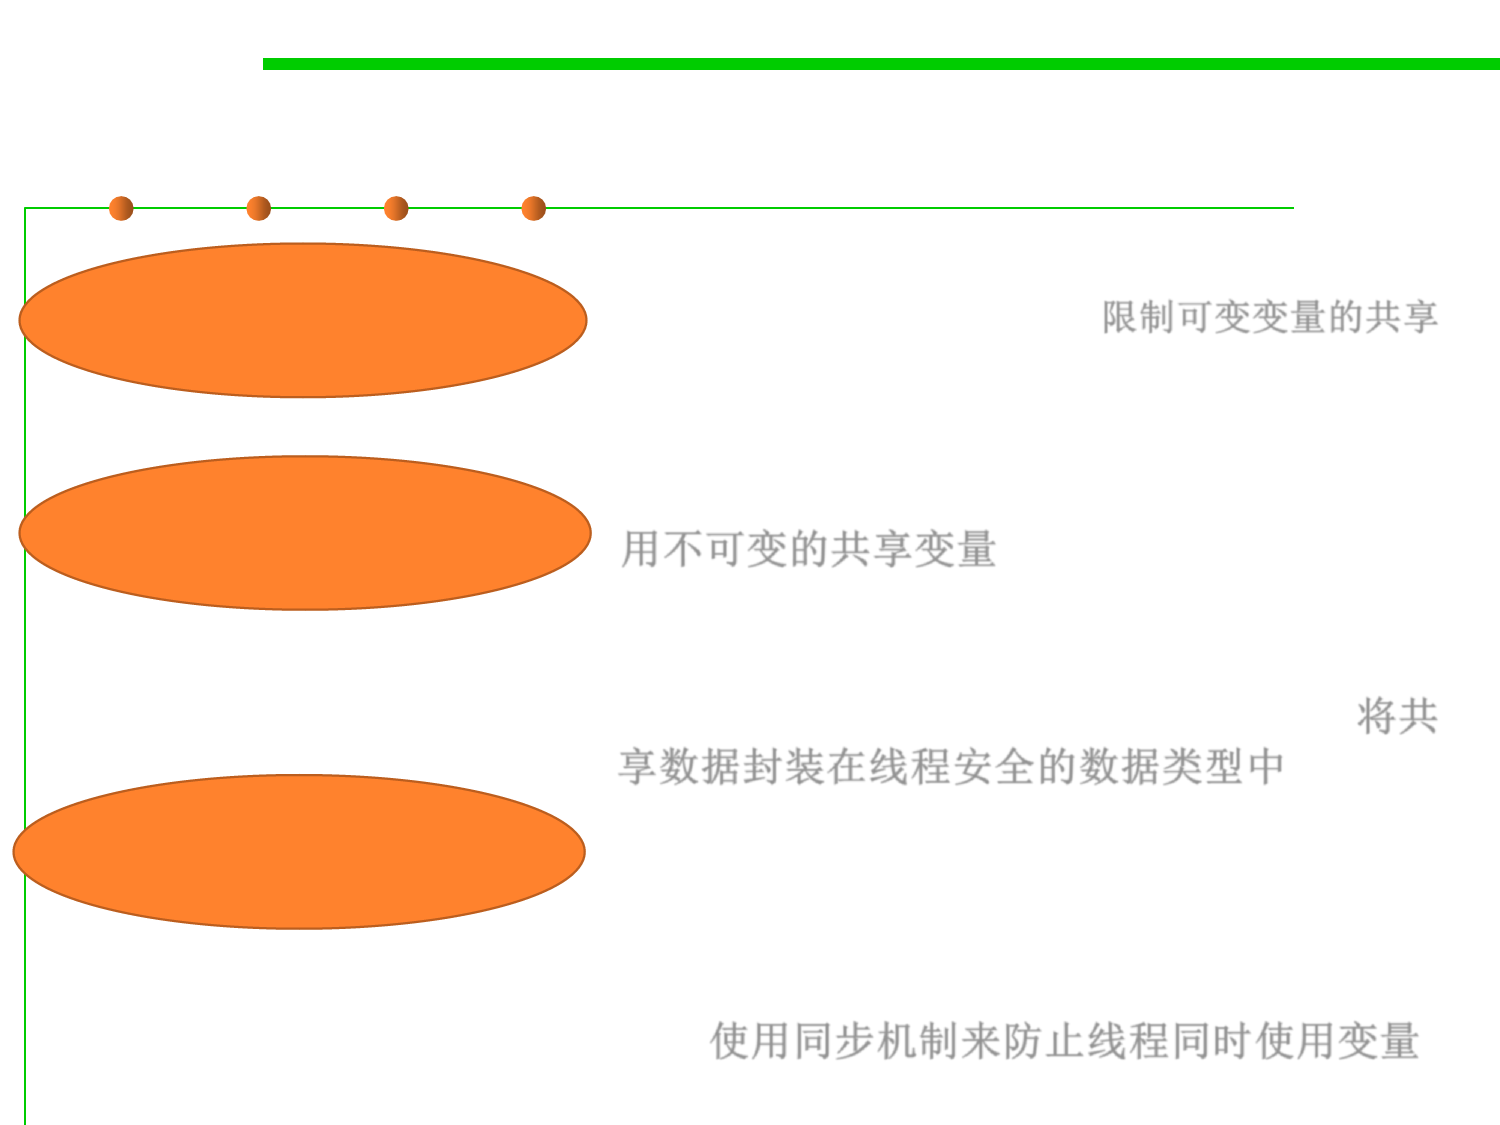 限制可变变量的共享
用不可变的共享变量
将共
享数据封装在线程安全的数据类型中
使用同步机制来防止线程同时使用变量